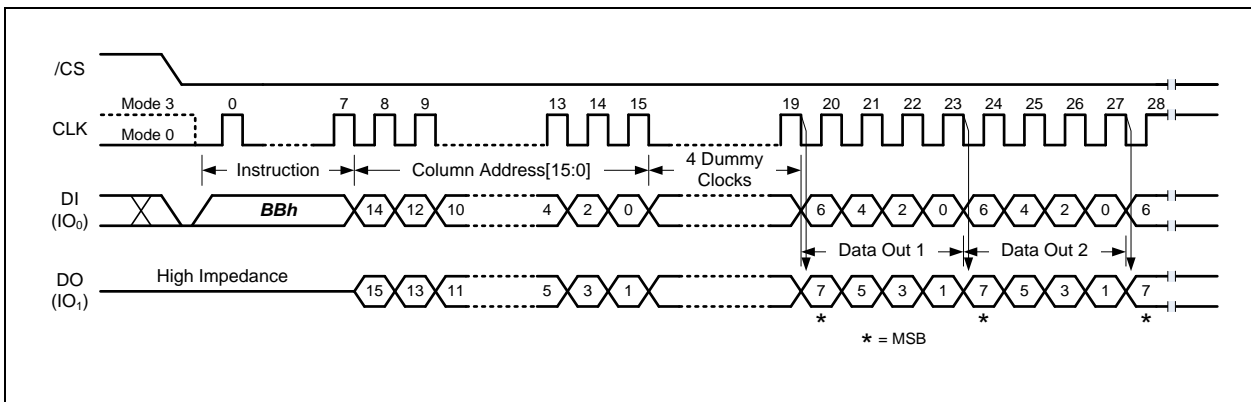 /CS
Mode 3 0 7 8 9 13 14 15 19 20 21 22 23 24 25 26 27 28
CLK
Mode 0
Instruction Column Address[15:0] 4 Dummy
Clocks
DI
(IO0) BBh 14 12 10 4 2 0 6 4 2 0 6 4 2 0 6
Data Out 1 Data Out 2
High Impedance
DO
(IO1) 15 13 11 5 3 1 7 5 3 1 7 5 3 1 7
* * *
* = MSB